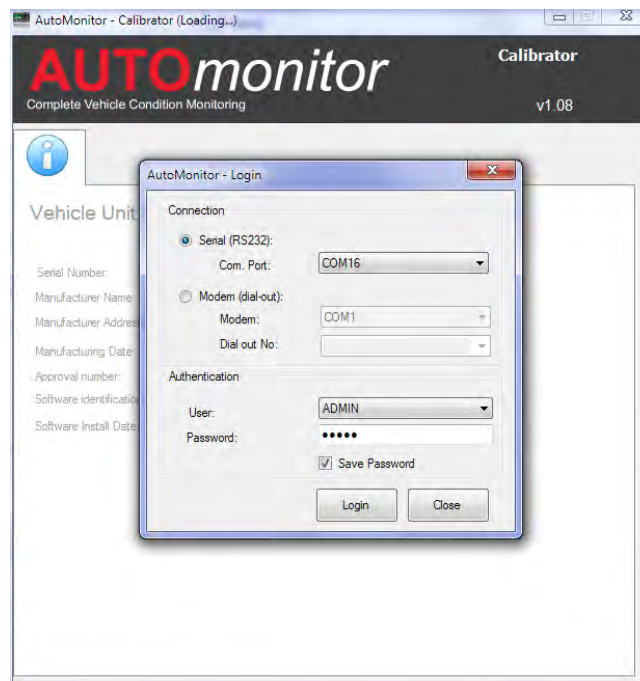 AutoMonitor - Calibrator (Loading...)
AUTOmonitor
Calibrator
Complete Vehicle Condition Monitoring
v1.08
AutoMonitor - Login
Vehicle Unit
Connection
Serial (RS232):
Com. Port: COM16
Serial Number:
Manufacturer Name
Modem (dial-out):
Manufacturer Addres
Modem: COM1
Manufacturing Date
Dial out No:
Approval number:
Authentication
Software identification
User: ADMIN
Software Install Date
Password: •••••
Save Password
Login Close